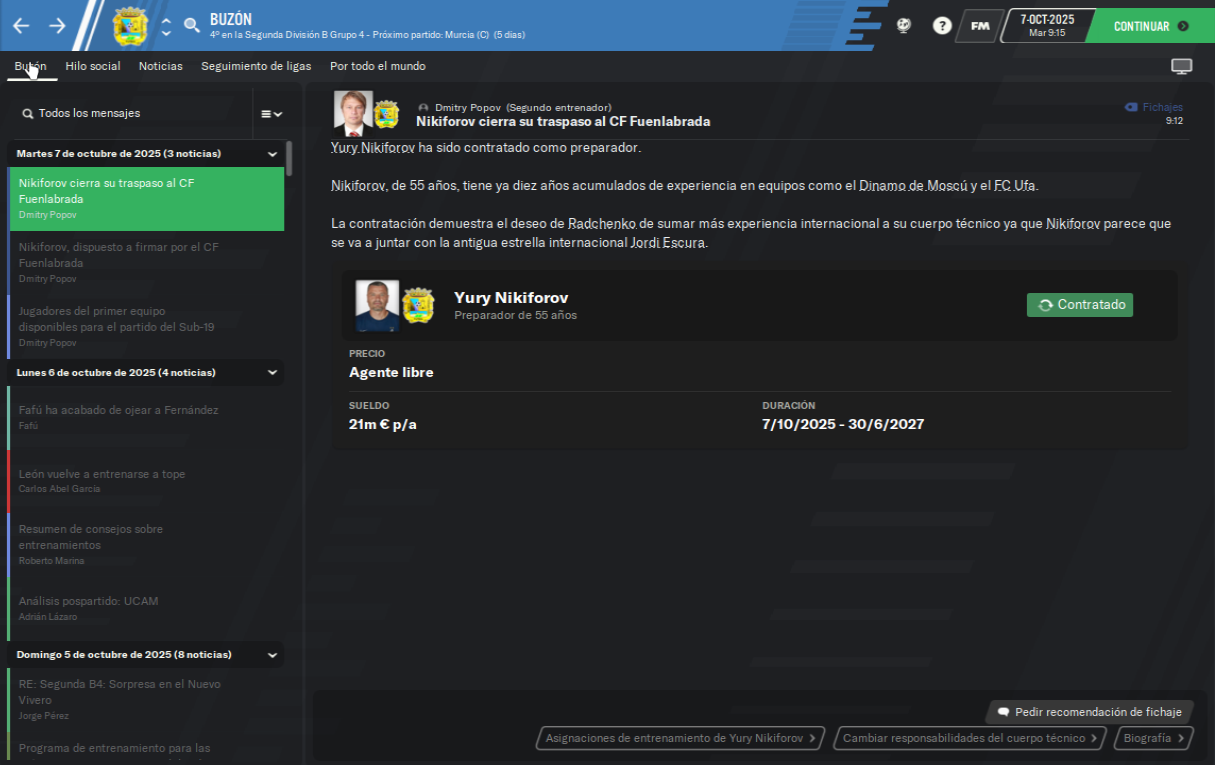 BUZÓN
4º en la Segunda División B Grupo 4 - Próximo partido: Murcia (C) (5 días)
FM
7-OCT-2025
Mar 9:15
CONTINUAR
Buzón
Hilo social
Noticias
Seguimiento de ligas
Por todo el mundo
Todos los mensajes
Martes 7 de octubre de 2025 (3 noticias)
Nikiforov cierra su traspaso al CF
Fuenlabrada
Dmitry Popov
Nikiforov, dispuesto a firmar por el CF
Fuenlabrada
Dmitry Popov
Jugadores del primer equipo
disponibles para el partido del Sub-19
Dmitry Popov
Lunes 6 de octubre de 2025 (4 noticias)
Fafú ha acabado de ojear a Fernández
Fafú
León vuelve a entrenarse a tope
Carlos Abel García
Resumen de consejos sobre
entrenamientos
Roberto Marina
Análisis pospartido: UCAM
Adrián Lázaro
Domingo 5 de octubre de 2025 (8 noticias)
RE: Segunda B4: Sorpresa en el Nuevo
Vivero
Jorge Pérez
Programa de entrenamiento para las
Dmitry Popov (Segundo entrenador)
Nikiforov cierra su traspaso al CF Fuenlabrada
Fichajes
9:12
Yury Nikiforov ha sido contratado como preparador.
Nikiforov, de 55 años, tiene ya diez años acumulados de experiencia en equipos como el Dinamo de Moscú y el FC Ufa.
La contratación demuestra el deseo de Radchenko de sumar más experiencia internacional a su cuerpo técnico ya que Nikiforov parece que
se va a juntar con la antigua estrella internacional Jordi Escura.
Yury Nikiforov
Preparador de 55 años
Contratado
PRECIO
Agente libre
SUELDO
21m € p/a
DURACIÓN
7/10/2025 - 30/6/2027
Pedir recomendación de fichaje
Asignaciones de entrenamiento de Yury Nikiforov
Cambiar responsabilidades del cuerpo técnico
Biografía